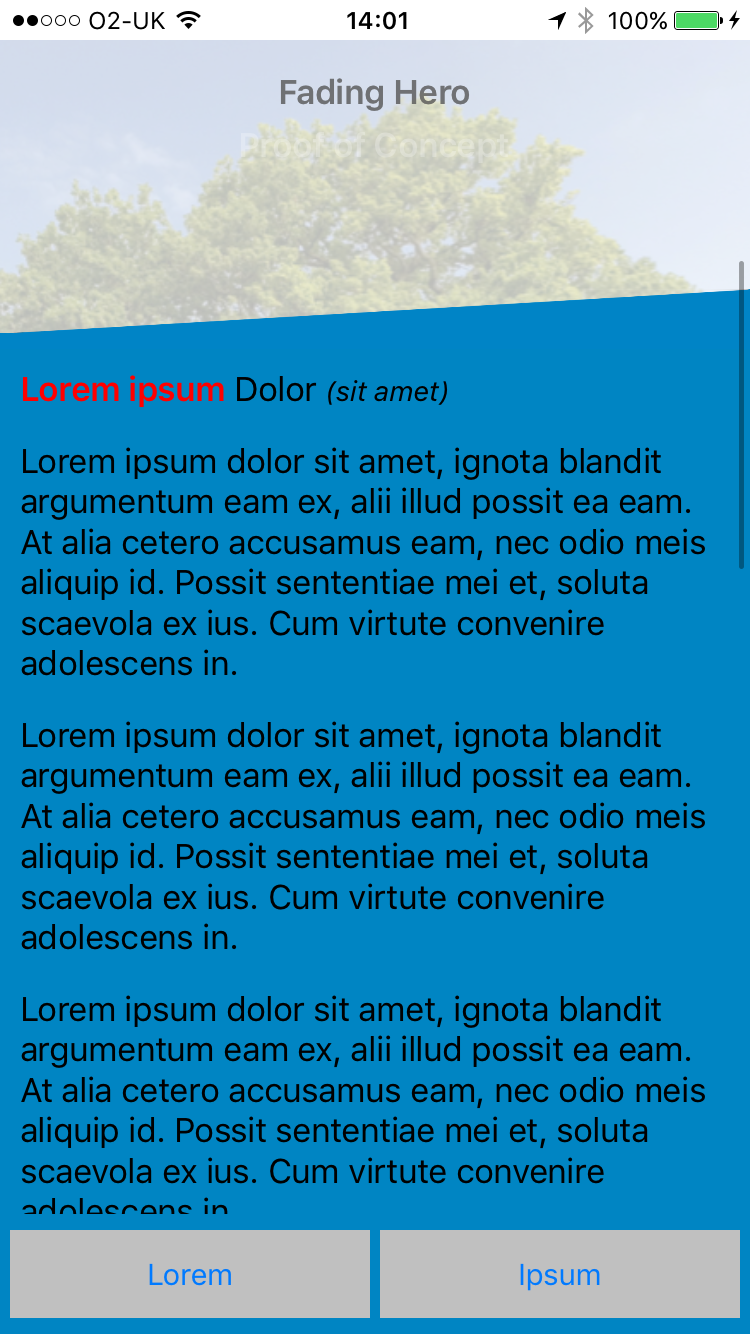 O2-UK 14:01 100%
Fading Hero
Proof of Concept
Lorem ipsum Dolor (sit amet)
Lorem ipsum dolor sit amet, ignota blandit
argumentum eam ex, alii illud possit ea eam.
At alia cetero accusamus eam, nec odio meis
aliquip id. Possit sententiae mei et, soluta
scaevola ex ius. Cum virtute convenire
adolescens in.
Lorem ipsum dolor sit amet, ignota blandit
argumentum eam ex, alii illud possit ea eam.
At alia cetero accusamus eam, nec odio meis
aliquip id. Possit sententiae mei et, soluta
scaevola ex ius. Cum virtute convenire
adolescens in.
Lorem ipsum dolor sit amet, ignota blandit
argumentum eam ex, alii illud possit ea eam.
At alia cetero accusamus eam, nec odio meis
aliquip id. Possit sententiae mei et, soluta
scaevola ex ius. Cum virtute convenire
adolescens in.
Lorem Ipsum